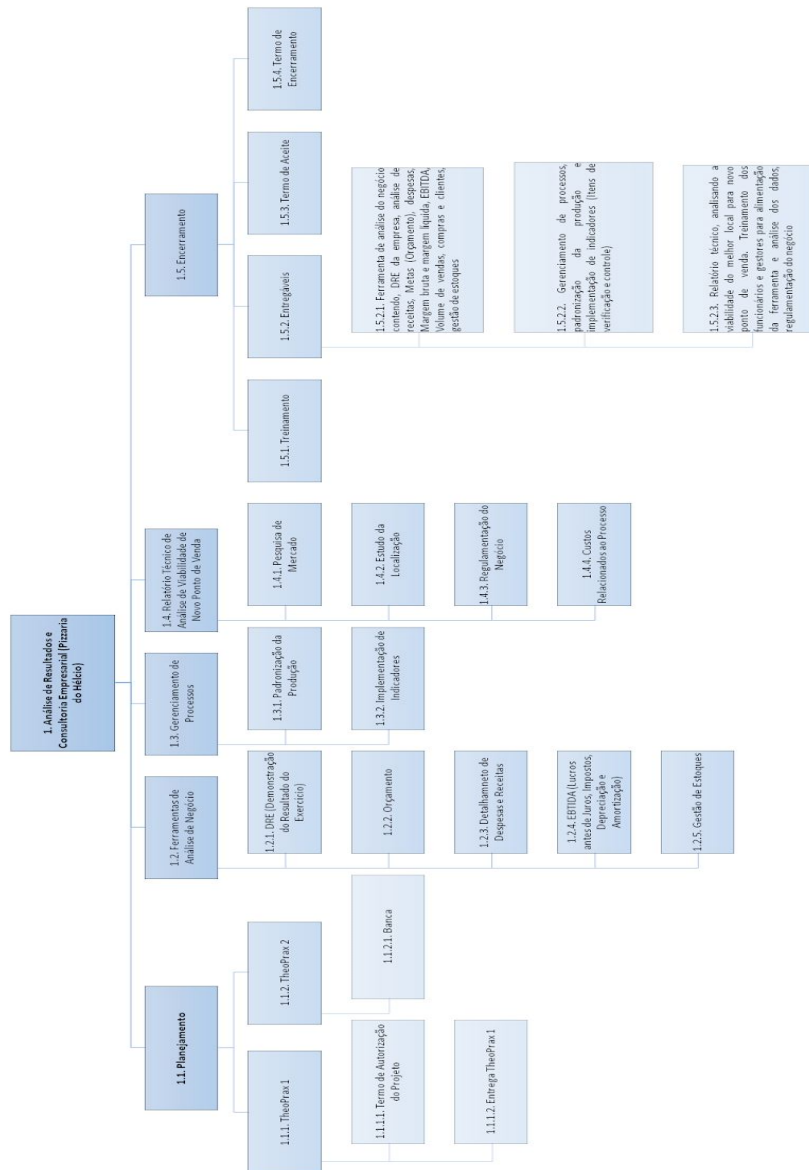 1. Análise de Resultados e
Consultoria Empresarial (Pizzaria
do Hélcio)
1.1. Planejamento
1.1.1. TheoPrax 1
1.1.1.1. Termo de Autorização
do Projeto
1.1.1.2. Entrega TheoPrax 1
1.1.2. TheoPrax 2
1.1.2.1. Banca
1.2. Ferramentas de
Análise de Negócio
1.2.1. DRE (Demonstração
do Resultado do
Exercício)
1.2.2. Orçamento
1.2.3. Detalhamneto de
Despesas e Receitas
1.2.4. EBTIDA (Lucros
antes de Juros, Impostos,
Depreciação e
Amortização)
1.2.5. Gestão de Estoques
1.3. Gerenciamento de
Processos
1.3.1. Padronização da
Produção
1.3.2. Implementação de
Indicadores
1.4. Relatório Técnico de
Análise de Viabilidade de
Novo Ponto de Venda
1.4.1. Pesquisa de
Mercado
1.4.2. Estudo da
Localização
1.4.3. Regulamentação do
Negócio
1.4.4. Custos
Relacionados ao Processo
1.5. Encerramento
1.5.1. Treinamento
1.5.2. Entregáveis
1.5.2.1. Ferramenta de análise do negócio
contendo, DRE da empresa, análise de
receitas, Metas (Orçamento), despesas,
Margem bruta e margem líquida, EBITDA,
Volume de vendas, compras e clientes,
gestão de estoques
1.5.2.2. Gerenciamento de processos,
padronização da produção e
implementação de indicadores (Itens de
verificação e controle)
1.5.2.3. Relatório técnico, analisando a
viabilidade do melhor local para novo
ponto de venda. Treinamento dos
funcionários e gestores para alimentação
da ferramenta e análise dos dados,
regulamentação do negócio
1.5.3. Termo de Aceite
1.5.4. Termo de
Encerramento